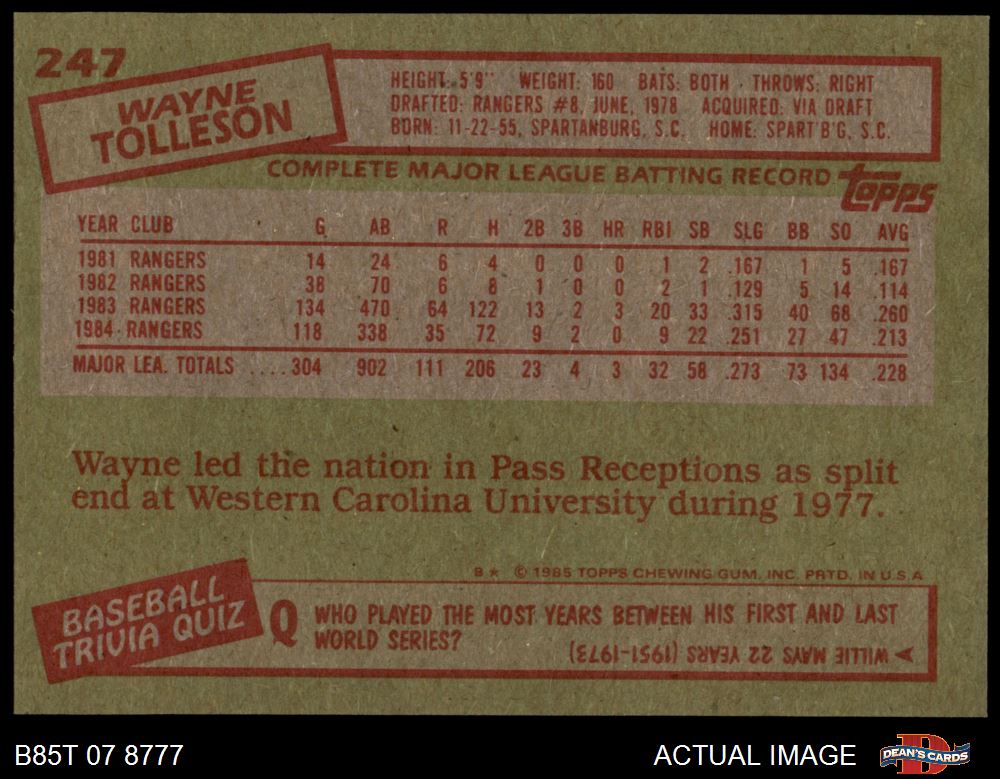 247
WAYNE
TOLLESON
HEIGHT: 5'9" WEIGHT: 160 BATS: BOTH THROWS: RIGHT
DRAFTED: RANGERS #8, JUNE, 1978 ACQUIRED: VIA DRAFT
BORN: 11-22-55, SPARTANBURG, S.C. HOME: SPART'B'G, S.C.
COMPLETE MAJOR LEAGUE BATTING RECORD topps
YEAR CLUB G AB R H 2B 3B HR RBI SB SLG BB SO AVG
1981 RANGERS 14 24 6 4 0 0 0 1 2 .167 1 5 .167
1982 RANGERS 38 70 6 8 1 0 0 2 1 .129 5 14 .114
1983 RANGERS 134 470 64 122 13 2 3 20 33 .315 40 68 .260
1984 RANGERS 118 338 35 72 9 2 0 9 22 .251 27 47 .213
MAJOR LEA. TOTALS ....304 902 111 206 23 4 3 32 58 .273 73 134 .228
Wayne led the nation in Pass Receptions as split
end at Western Carolina University during 1977.
B★ © 1985 TOPPS CHEWING GUM, INC. PRTD. IN U.S.A
BASEBALL
TRIVIA QUIZ
Q WHO PLAYED THE MOST YEARS BETWEEN HIS FIRST AND LAST
WORLD SERIES?
➤ WILLIE MAYS 22 YEARS (1951-1973)
B85T 07 8777
ACTUAL IMAGE
D
DEAN'S CARDS